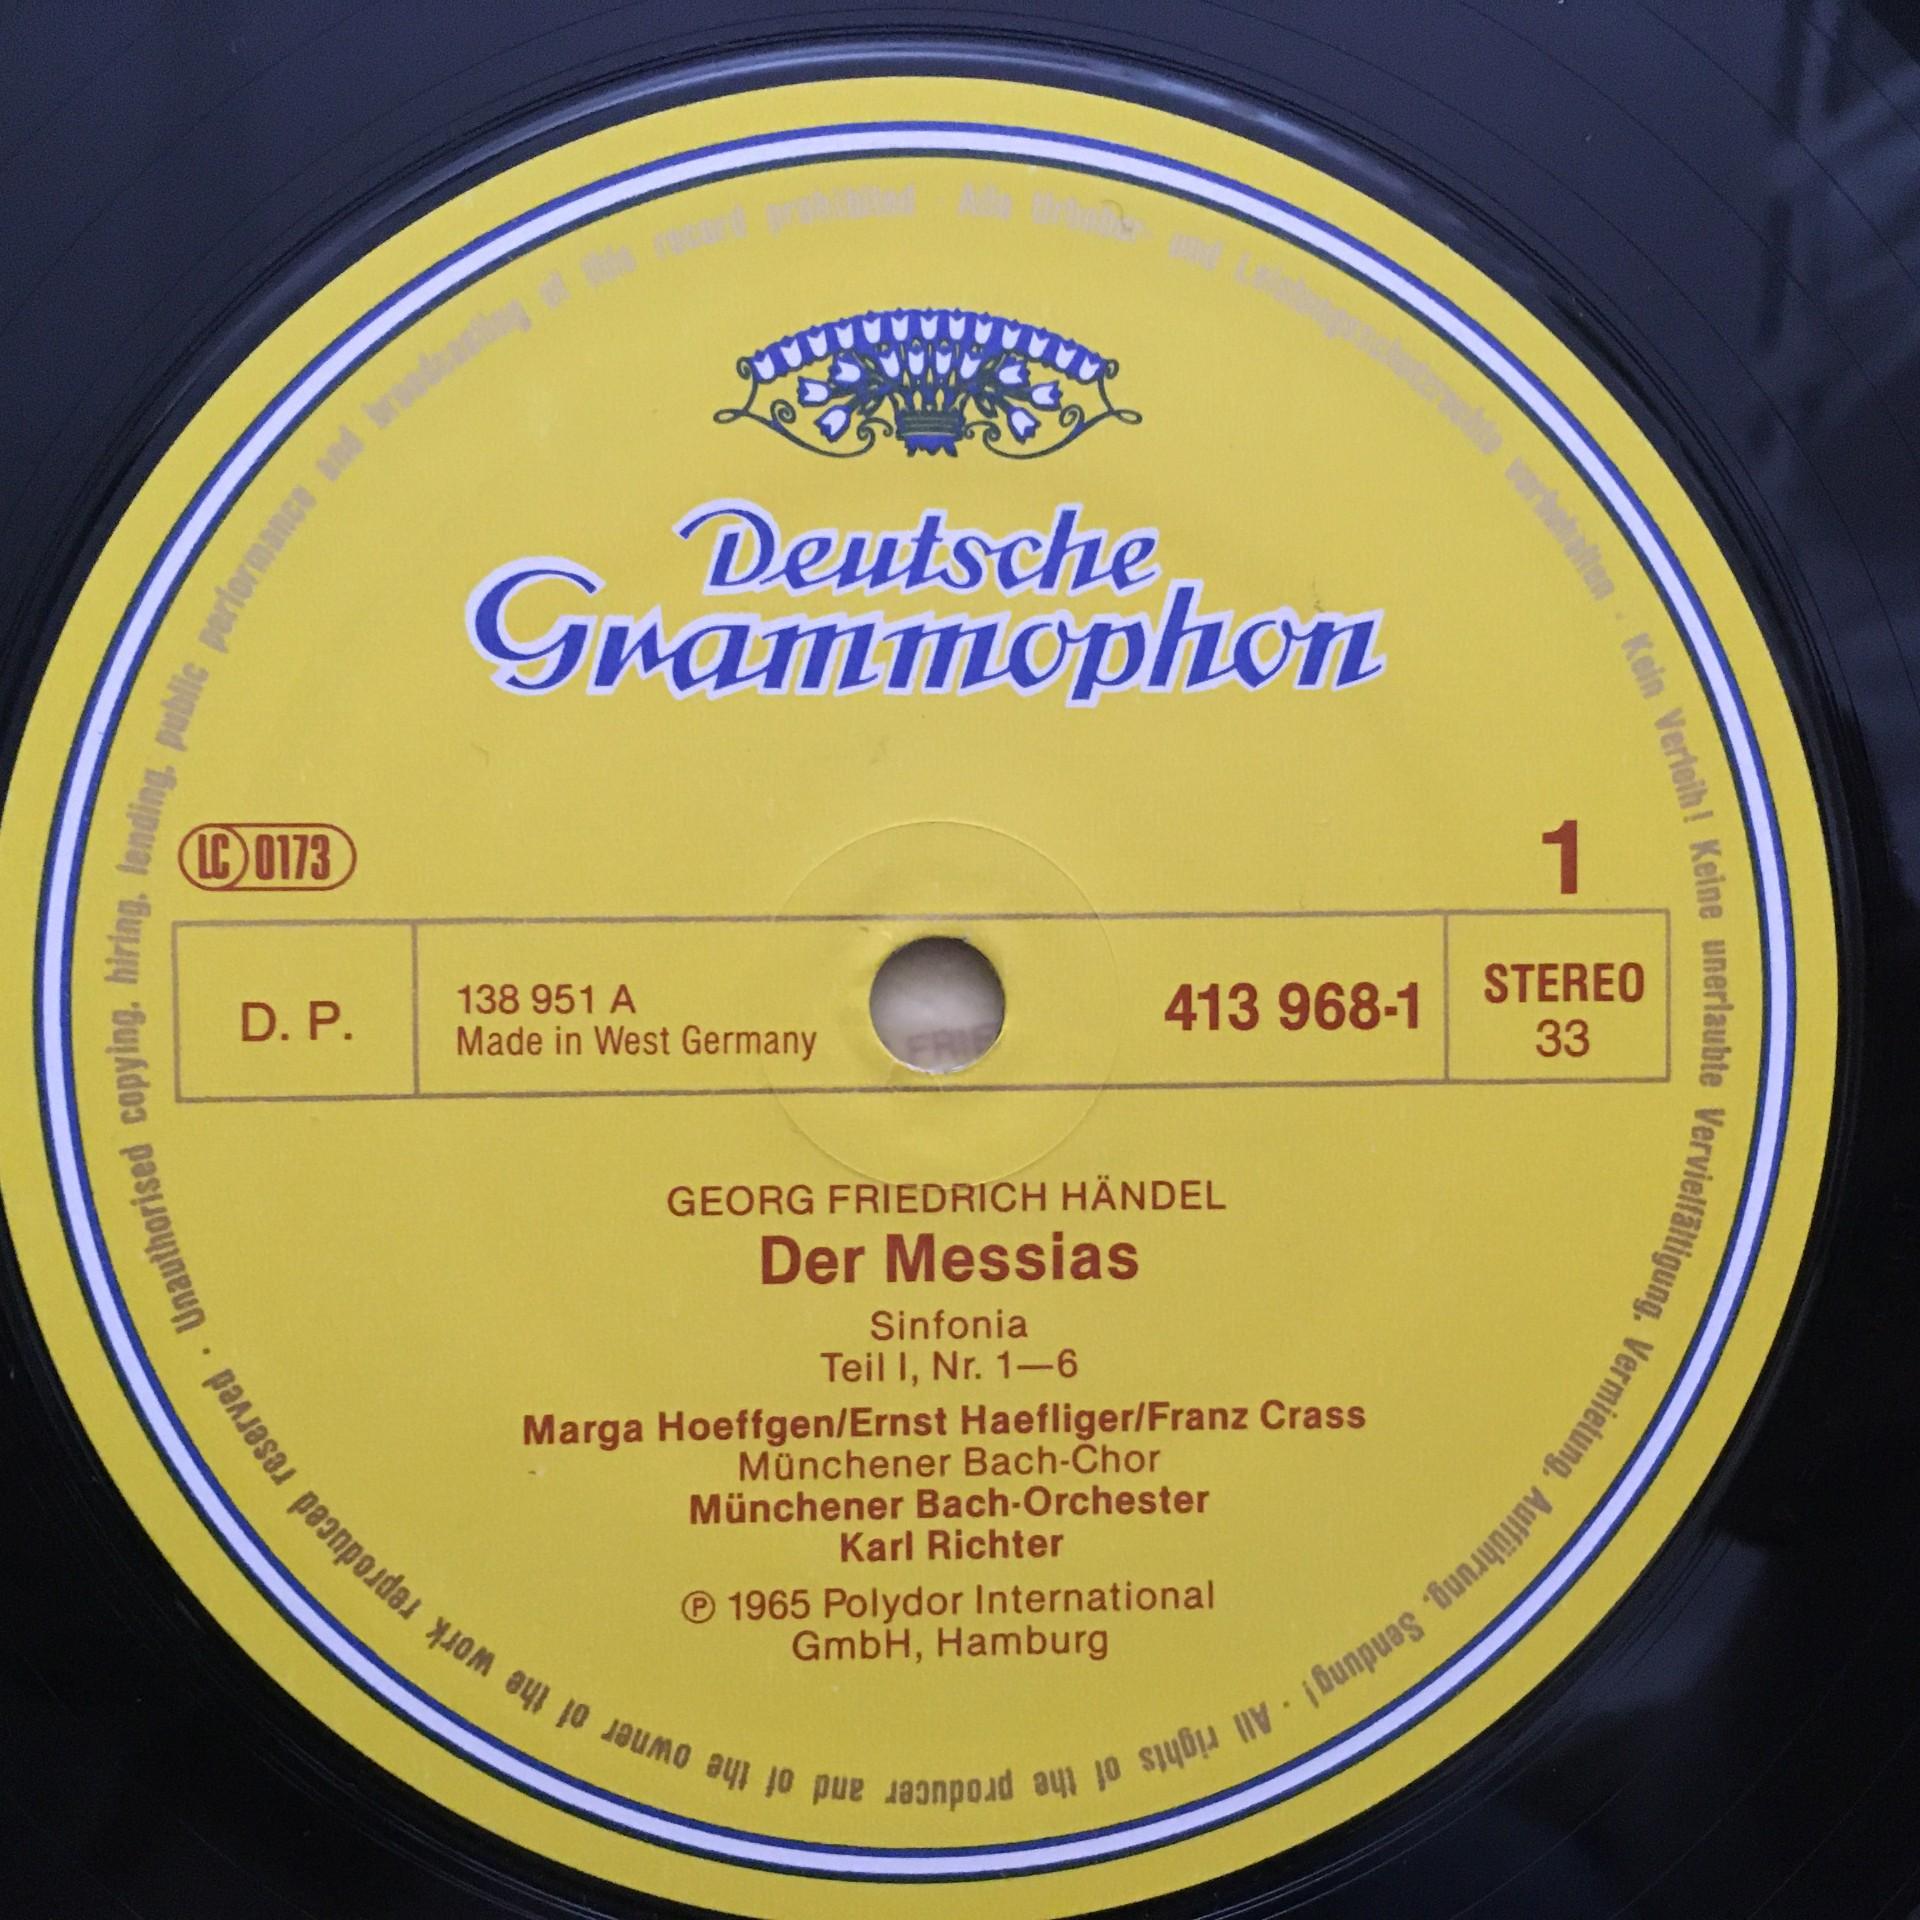 Deutsche
Grammophon
LC 0173
1
D. P.
138 951 A
Made in West Germany
413 968-1
STEREO
33
FRIE
GEORG FRIEDRICH HÄNDEL
Der Messias
Sinfonia
Teil I, Nr. 1—6
Marga Hoeffgen/Ernst Haefliger/Franz Crass
Münchener Bach-Chor
Münchener Bach-Orchester
Karl Richter
℗ 1965 Polydor International
GmbH, Hamburg
Alle Urheber- und Leistungsschutzrechte vorbehalten · Kein Verleih! Keine unerlaubte Vervielfältigung, Vermietung, Aufführung, Sendung! · All rights of the producer and of the owner of the work reproduced reserved · Unauthorised copying, hiring, lending, public performance and broadcasting of this record prohibited ·